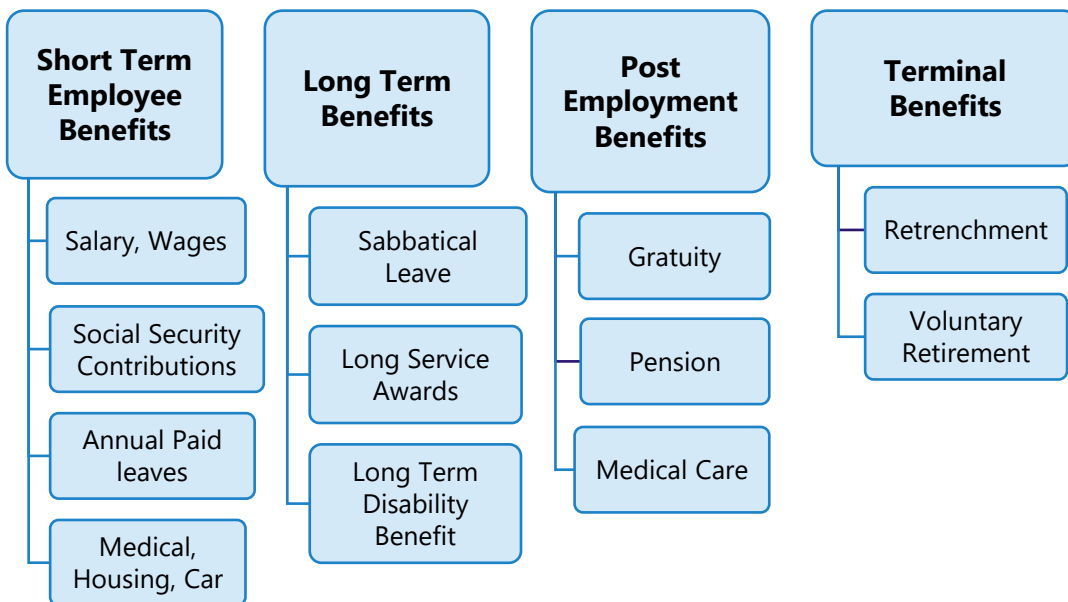 Short Term
Employee
Benefits
Salary, Wages
Social Security
Contributions
Annual Paid
leaves
Medical,
Housing, Car
Long Term
Benefits
Sabbatical
Leave
Long Service
Awards
Long Term
Disability
Benefit
Post
Employment
Benefits
Gratuity
Pension
Medical Care
Terminal
Benefits
Retrenchment
Voluntary
Retirement